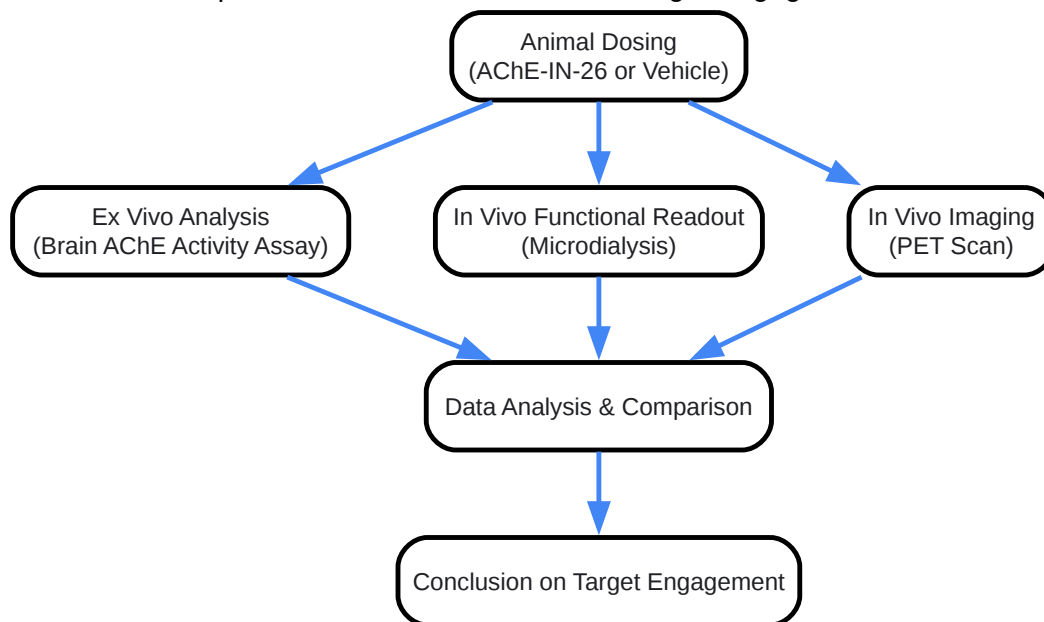 Animal Dosing
(AChE-IN-26 or Vehicle)
Ex Vivo Analysis
(Brain AChE Activity Assay)
In Vivo Functional Readout
(Microdialysis)
In Vivo Imaging
(PET Scan)
Data Analysis & Comparison
Conclusion on Target Engagement